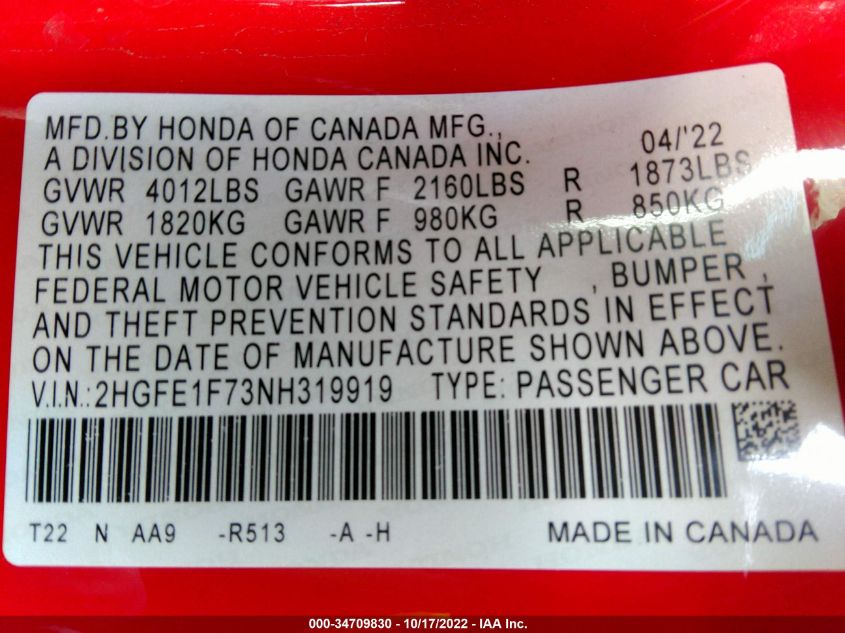 MFD.BY HONDA OF CANADA MFG., 04/'22
A DIVISION OF HONDA CANADA INC.
GVWR 4012LBS GAWR F 2160LBS R 1873LBS
GVWR 1820KG GAWR F 980KG R 850KG
THIS VEHICLE CONFORMS TO ALL APPLICABLE
FEDERAL MOTOR VEHICLE SAFETY , BUMPER ,
AND THEFT PREVENTION STANDARDS IN EFFECT
ON THE DATE OF MANUFACTURE SHOWN ABOVE.
V.I.N.:2HGFE1F73NH319919 TYPE: PASSENGER CAR
T22 N AA9 -R513 -A -H MADE IN CANADA
000-34709830 - 10/17/2022 - IAA Inc.